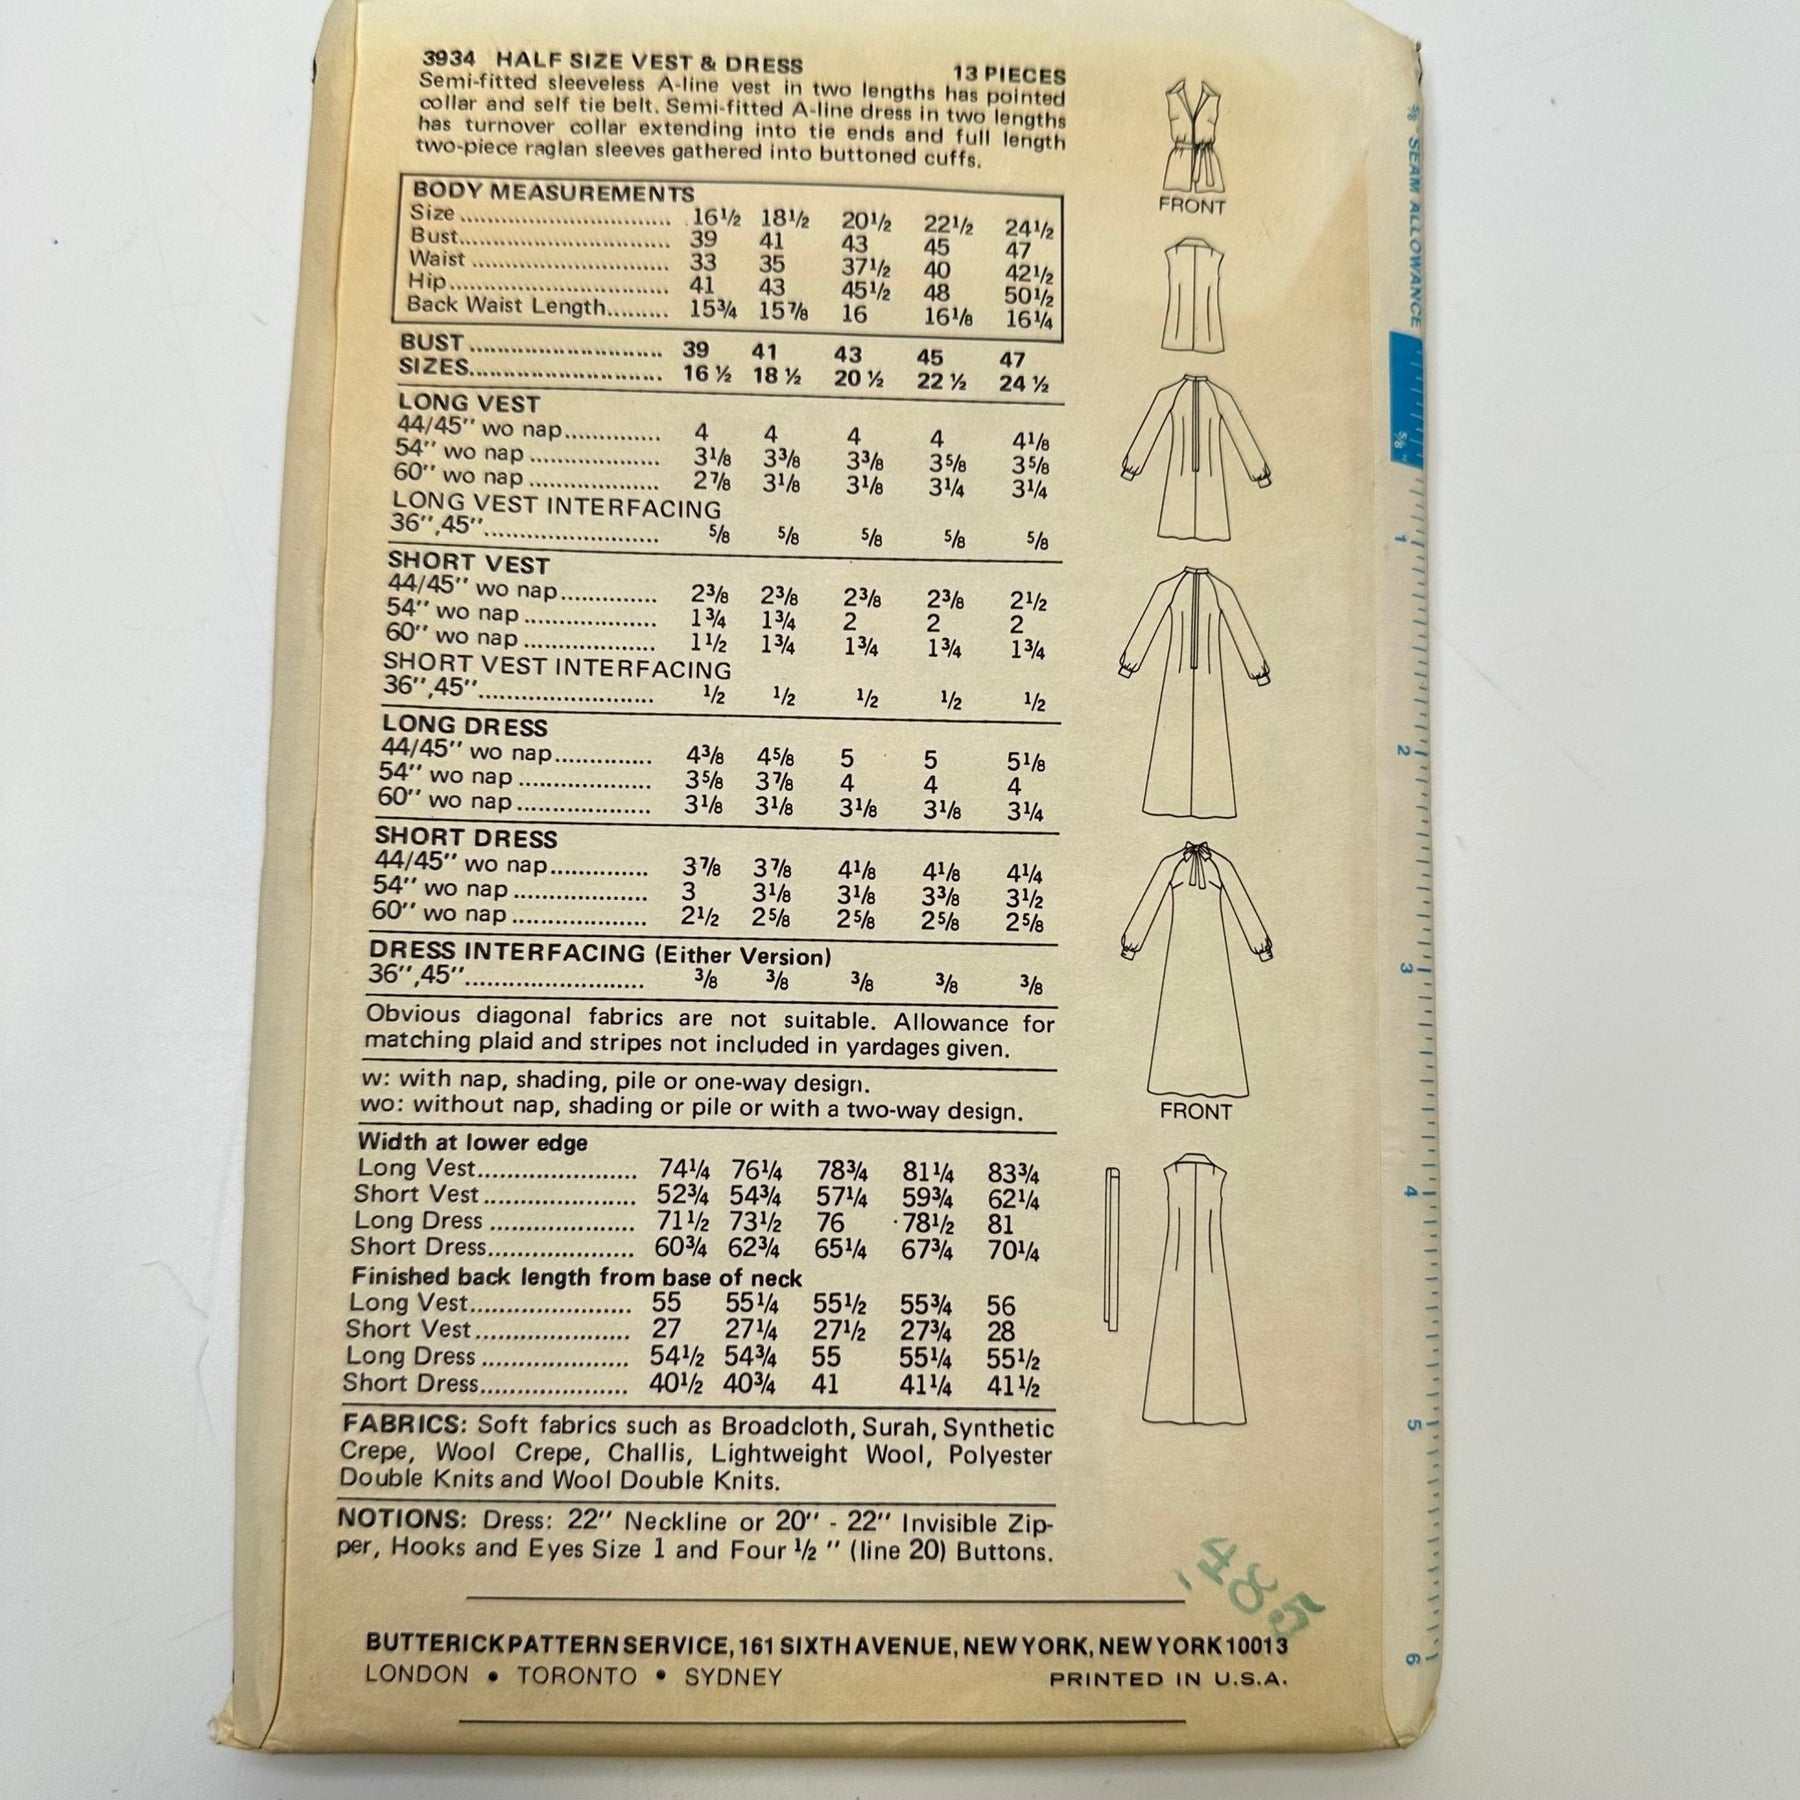 3934 HALF SIZE VEST & DRESS 13 PIECES
Semi-fitted sleeveless A-line vest in two lengths has pointed
collar and self tie belt. Semi-fitted A-line dress in two lengths
has turnover collar extending into tie ends and full length
two-piece raglan sleeves gathered into buttoned cuffs.
BODY MEASUREMENTS
Size .............................. 16½ 18½ 20½ 22½ 24½
Bust.............................. 39 41 43 45 47
Waist ............................ 33 35 37½ 40 42½
Hip............................... 41 43 45½ 48 50½
Back Waist Length......... 15¾ 15⅞ 16 16⅛ 16¼
BUST ............................ 39 41 43 45 47
SIZES............................ 16 ½ 18 ½ 20 ½ 22 ½ 24 ½
LONG VEST
44/45" wo nap.............. 4 4 4 4 4⅛
54" wo nap ................... 3⅛ 3⅜ 3⅜ 3⅝ 3⅝
60" wo nap ................... 2⅞ 3⅛ 3⅛ 3¼ 3¼
LONG VEST INTERFACING
36",45"......................... ⅝ ⅝ ⅝ ⅝ ⅝
SHORT VEST
44/45" wo nap.............. 2⅜ 2⅜ 2⅜ 2⅜ 2½
54" wo nap ................... 1¾ 1¾ 2 2 2
60" wo nap ................... 1½ 1¾ 1¾ 1¾ 1¾
SHORT VEST INTERFACING
36",45"......................... ½ ½ ½ ½ ½
LONG DRESS
44/45" wo nap.............. 4⅜ 4⅝ 5 5 5⅛
54" wo nap ................... 3⅝ 3⅞ 4 4 4
60" wo nap ................... 3⅛ 3⅛ 3⅛ 3⅛ 3¼
SHORT DRESS
44/45" wo nap.............. 3⅞ 3⅞ 4⅛ 4⅛ 4¼
54" wo nap ................... 3 3⅛ 3⅛ 3⅜ 3½
60" wo nap ................... 2½ 2⅝ 2⅝ 2⅝ 2⅝
DRESS INTERFACING (Either Version)
36",45"......................... ⅜ ⅜ ⅜ ⅜ ⅜
Obvious diagonal fabrics are not suitable. Allowance for
matching plaid and stripes not included in yardages given.
w: with nap, shading, pile or one-way design.
wo: without nap, shading or pile or with a two-way design.
Width at lower edge
Long Vest....................... 74¼ 76¼ 78¾ 81¼ 83¾
Short Vest ..................... 52¾ 54¾ 57¼ 59¾ 62¼
Long Dress ..................... 71½ 73½ 76 78½ 81
Short Dress..................... 60¾ 62¾ 65¼ 67¾ 70¼
Finished back length from base of neck
Long Vest....................... 55 55¼ 55½ 55¾ 56
Short Vest...................... 27 27¼ 27½ 27¾ 28
Long Dress ..................... 54½ 54¾ 55 55¼ 55½
Short Dress..................... 40½ 40¾ 41 41¼ 41½
FABRICS: Soft fabrics such as Broadcloth, Surah, Synthetic
Crepe, Wool Crepe, Challis, Lightweight Wool, Polyester
Double Knits and Wool Double Knits.
NOTIONS: Dress: 22" Neckline or 20" - 22" Invisible Zip-
per, Hooks and Eyes Size 1 and Four ½ " (line 20) Buttons.
BUTTERICK PATTERN SERVICE, 161 SIXTH AVENUE, NEW YORK, NEW YORK 10013
LONDON • TORONTO • SYDNEY PRINTED IN U.S.A.
FRONT
FRONT
485
⅝ SEAM ALLOWANCE
⅝"
1
2
3
4
5
6